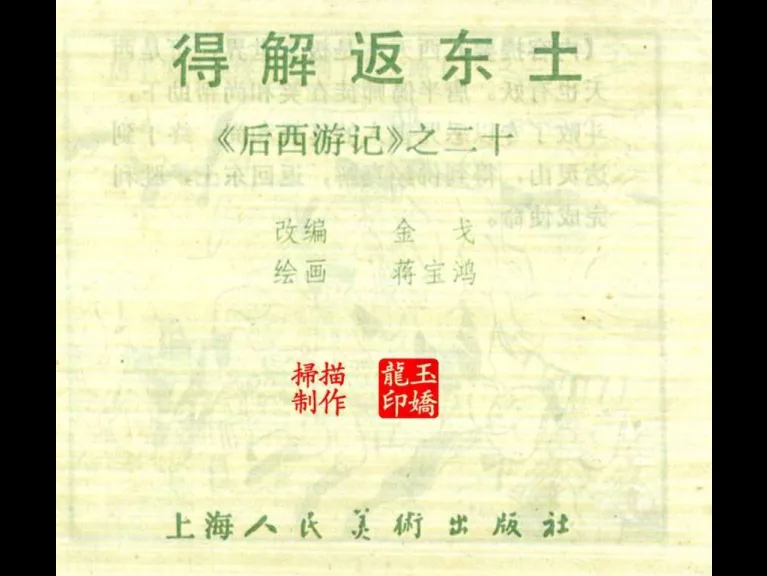 得解返东土
《后西游记》之二十
改编 金戈
绘画 蒋宝鸿
掃描 制作
玉嬌 龍印
上海人民美術出版社